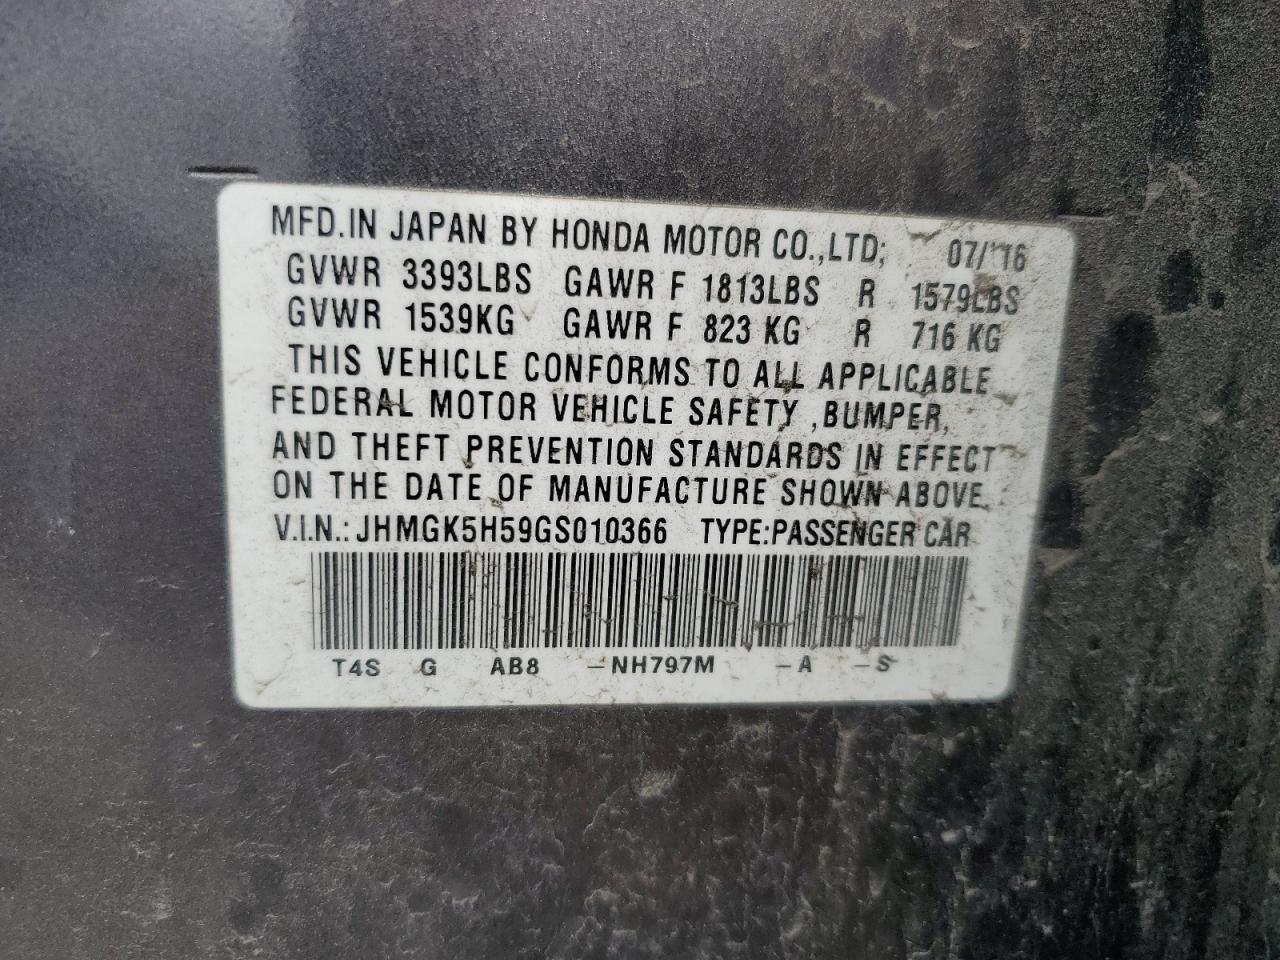 MFD.IN JAPAN BY HONDA MOTOR CO.,LTD; 07/'16
GVWR 3393LBS GAWR F 1813LBS R 1579LBS
GVWR 1539KG GAWR F 823 KG R 716 KG
THIS VEHICLE CONFORMS TO ALL APPLICABLE
FEDERAL MOTOR VEHICLE SAFETY ,BUMPER,
AND THEFT PREVENTION STANDARDS IN EFFECT
ON THE DATE OF MANUFACTURE SHOWN ABOVE.
V.I.N.: JHMGK5H59GS010366 TYPE:PASSENGER CAR
T4S G AB8 -NH797M -A -S